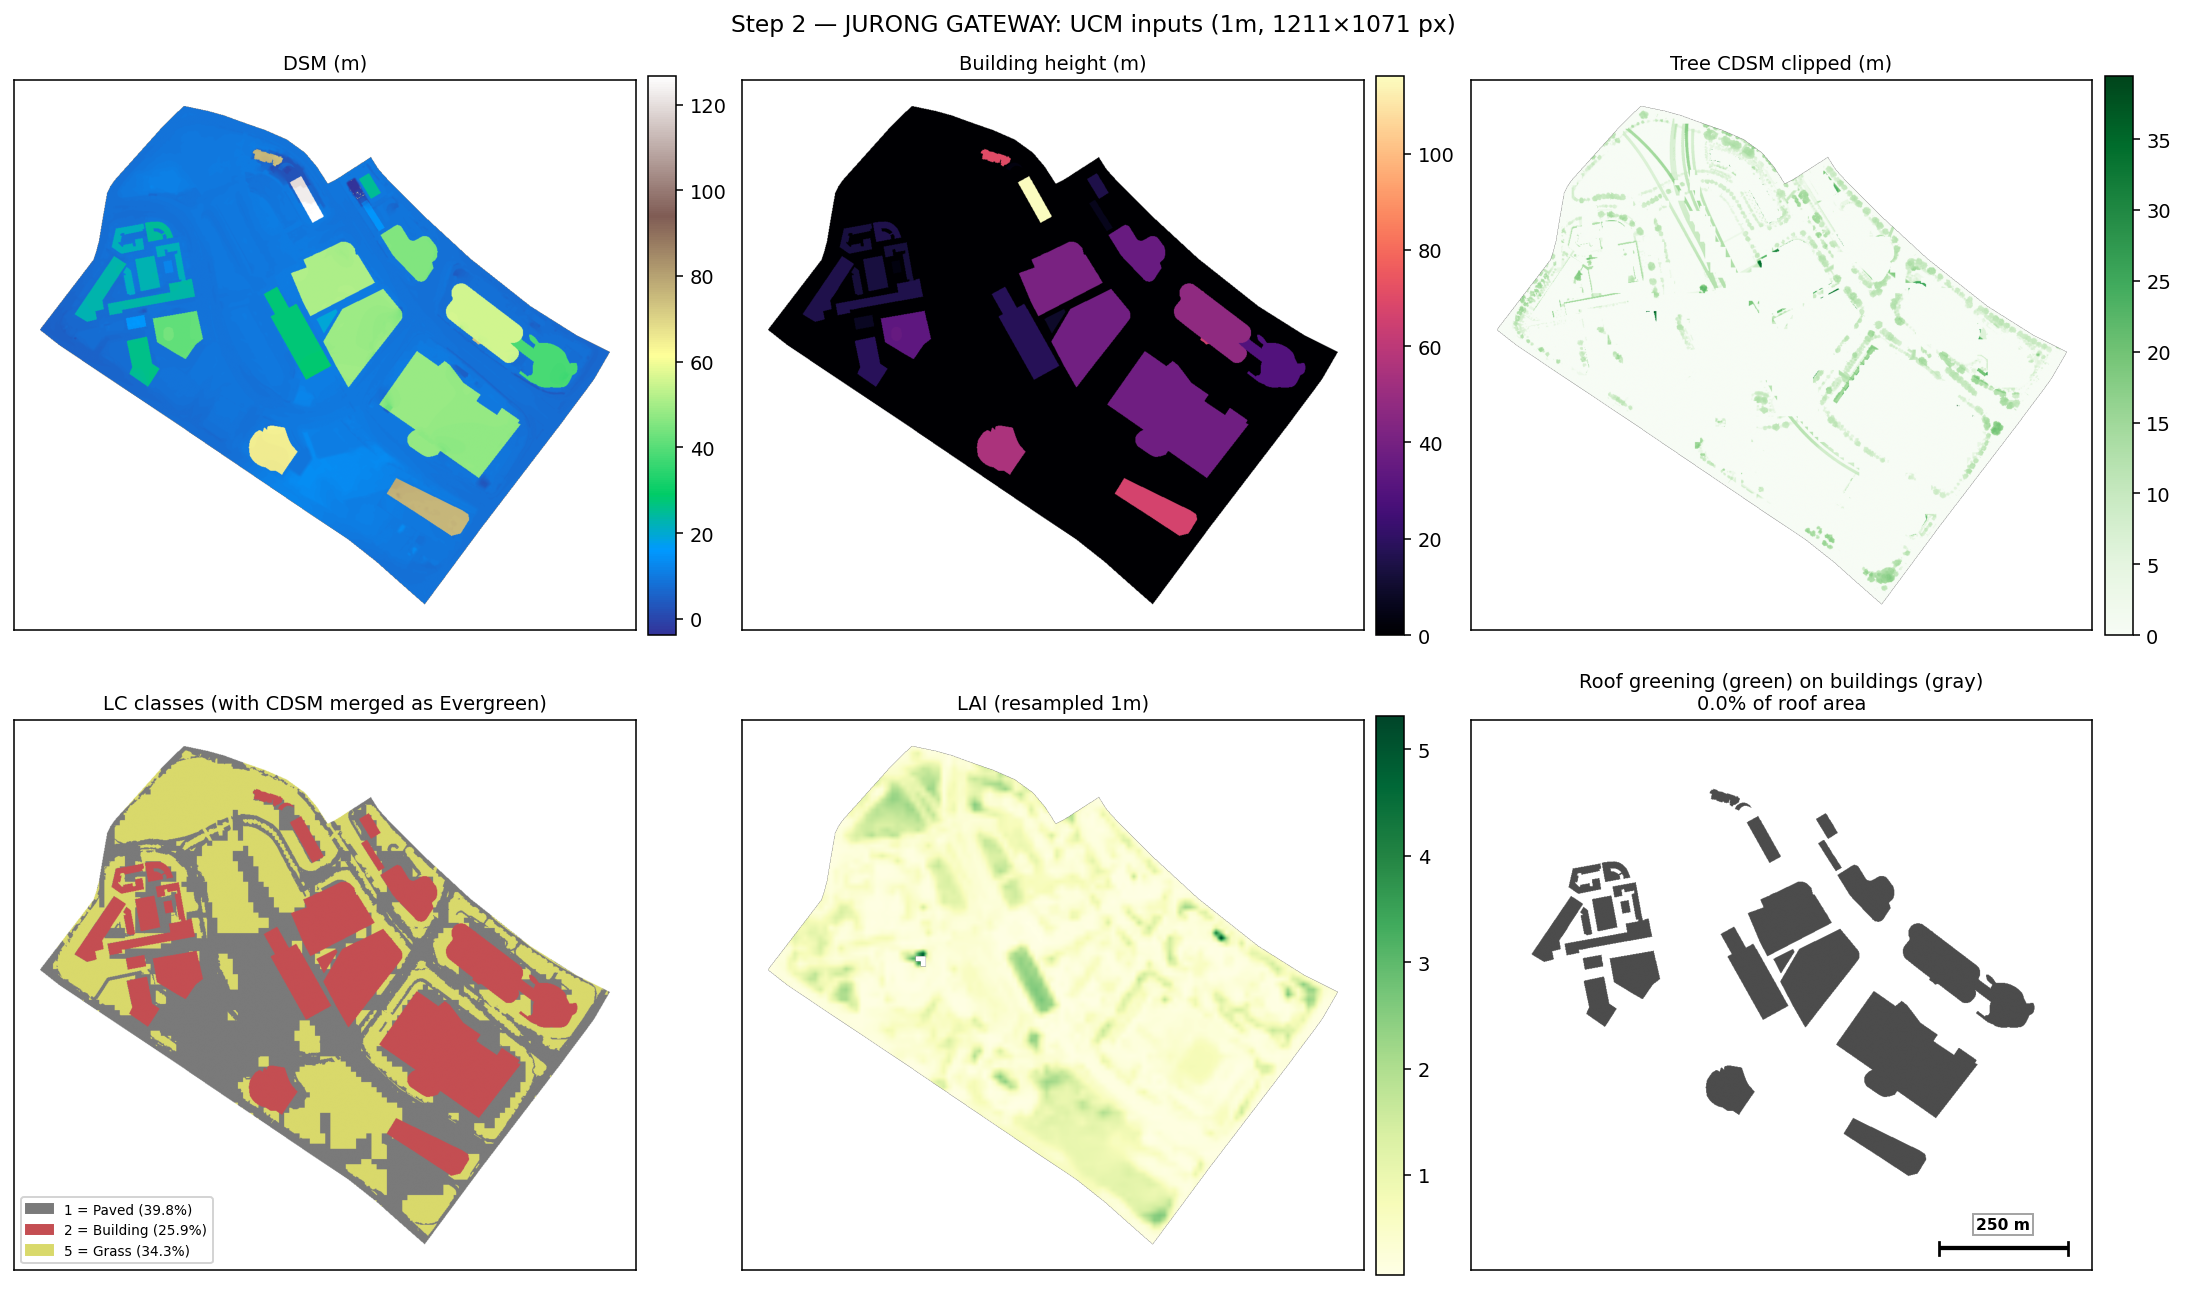 Step 2 — JURONG GATEWAY: UCM inputs (1m, 1211×1071 px)
DSM (m)
120
100
80
60
40
20
0
Building height (m)
100
80
60
40
20
0
Tree CDSM clipped (m)
35
30
25
20
15
10
5
0
LC classes (with CDSM merged as Evergreen)
1 = Paved (39.8%)
2 = Building (25.9%)
5 = Grass (34.3%)
LAI (resampled 1m)
5
4
3
2
1
Roof greening (green) on buildings (gray)
0.0% of roof area
250 m